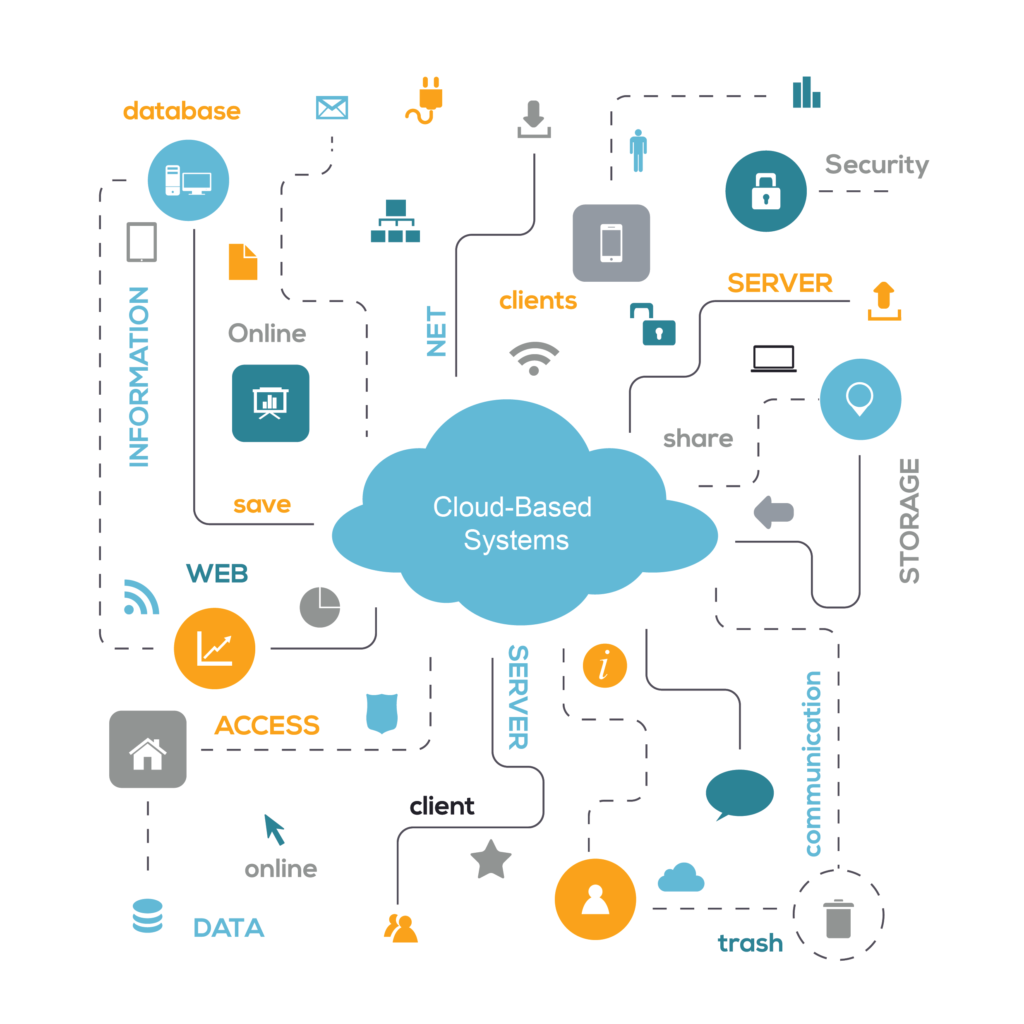 database
Security
SERVER
clients
NET
INFORMATION
Online
share
STORAGE
save
Cloud-Based
Systems
WEB
SERVER
i
ACCESS
communication
client
online
DATA
trash